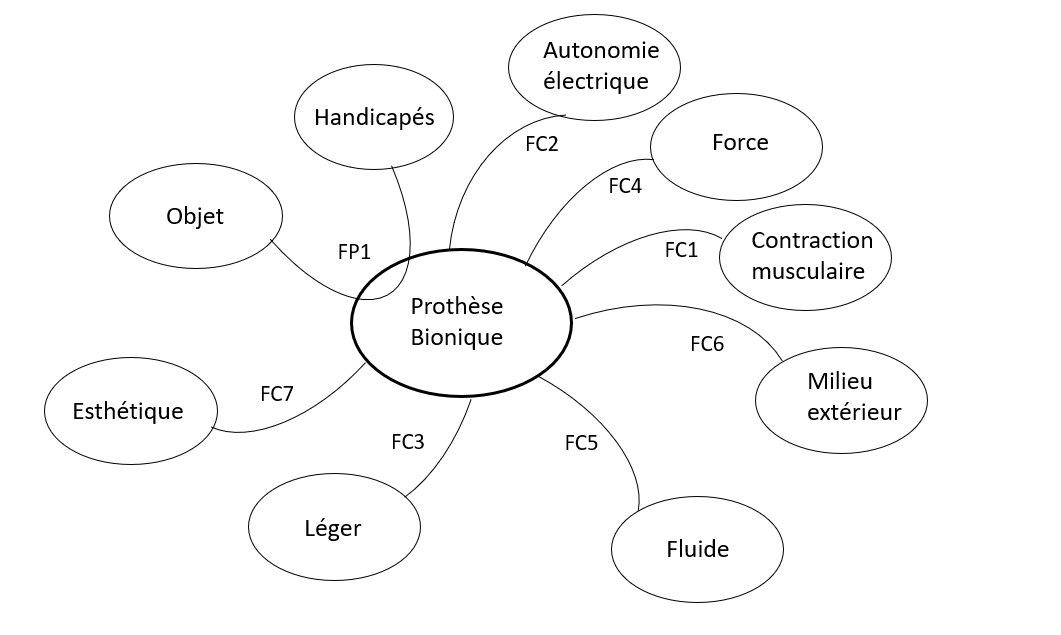 Autonomie
électrique
Handicapés
FC2
Force
FC4
Objet
FP1
FC1
Contraction
musculaire
Prothèse
Bionique
FC6
Milieu
extérieur
Esthétique
FC7
FC3
FC5
Léger
Fluide